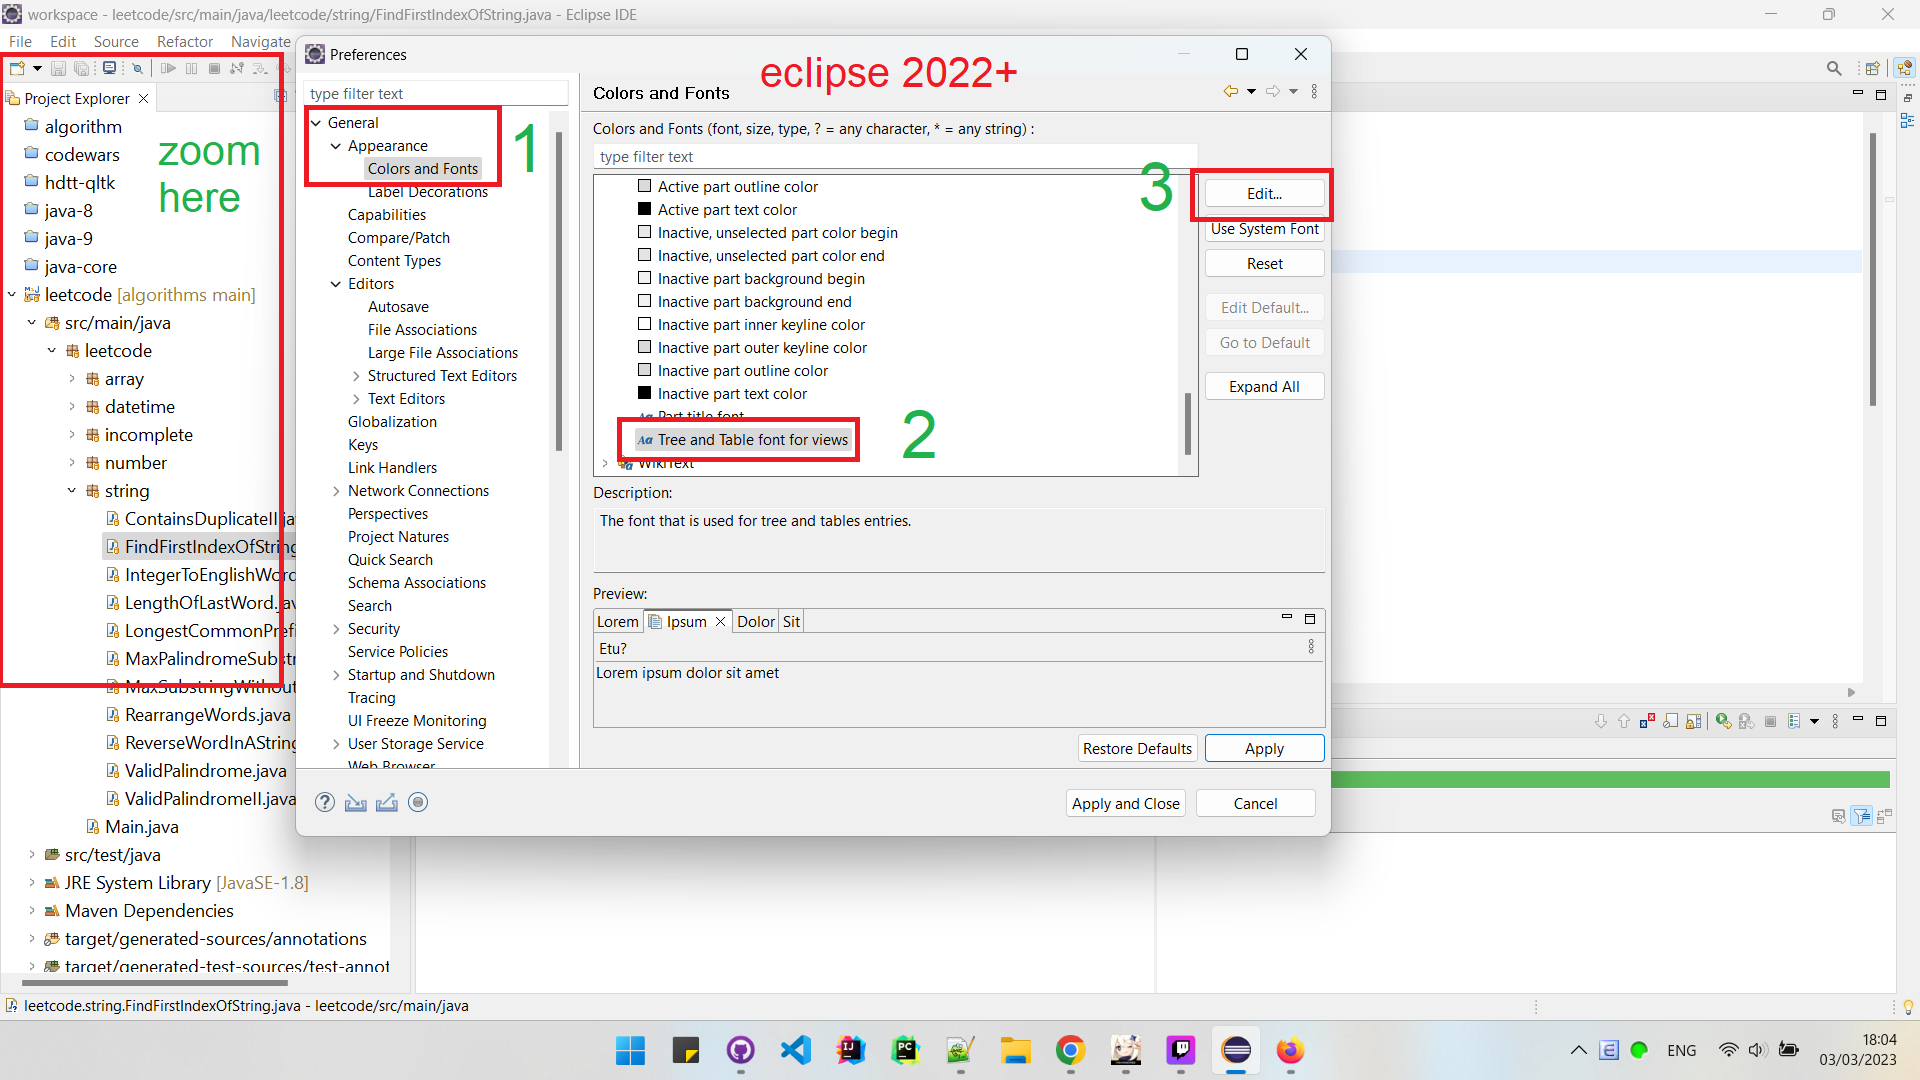 workspace - leetcode/src/main/java/leetcode/string/FindFirstIndexOfString.java - Eclipse IDE
File Edit Source Refactor Navigate
Project Explorer
algorithm
codewars
hdtt-qltk
java-8
java-9
java-core
leetcode [algorithms main]
src/main/java
leetcode
array
datetime
incomplete
number
string
ContainsDuplicateII.ja
FindFirstIndexOfString
IntegerToEnglishWord
LengthOfLastWord.jav
LongestCommonPrefi
MaxPalindromeSubstr
MaxSubstringWithout
RearrangeWords.java
ReverseWordInAString
ValidPalindrome.java
ValidPalindromeII.java
Main.java
src/test/java
JRE System Library [JavaSE-1.8]
Maven Dependencies
target/generated-sources/annotations
target/generated-test-sources/test-annot
zoom
here
Preferences
eclipse 2022+
type filter text
General
Appearance
Colors and Fonts
Label Decorations
Capabilities
Compare/Patch
Content Types
Editors
Autosave
File Associations
Large File Associations
Structured Text Editors
Text Editors
Globalization
Keys
Link Handlers
Network Connections
Perspectives
Project Natures
Quick Search
Schema Associations
Search
Security
Service Policies
Startup and Shutdown
Tracing
UI Freeze Monitoring
User Storage Service
Web Browser
1
Colors and Fonts
Colors and Fonts (font, size, type, ? = any character, * = any string) :
type filter text
Active part outline color
Active part text color
Inactive, unselected part color begin
Inactive, unselected part color end
Inactive part background begin
Inactive part background end
Inactive part inner keyline color
Inactive part outer keyline color
Inactive part outline color
Inactive part text color
Aa Part title font
Aa Tree and Table font for views
WikiText
2
3
Edit...
Use System Font
Reset
Edit Default...
Go to Default
Expand All
Description:
The font that is used for tree and tables entries.
Preview:
Lorem Ipsum Dolor Sit
Etu?
Lorem ipsum dolor sit amet
Restore Defaults Apply
Apply and Close Cancel
leetcode.string.FindFirstIndexOfString.java - leetcode/src/main/java
IJ
PC
ENG
18:04
03/03/2023